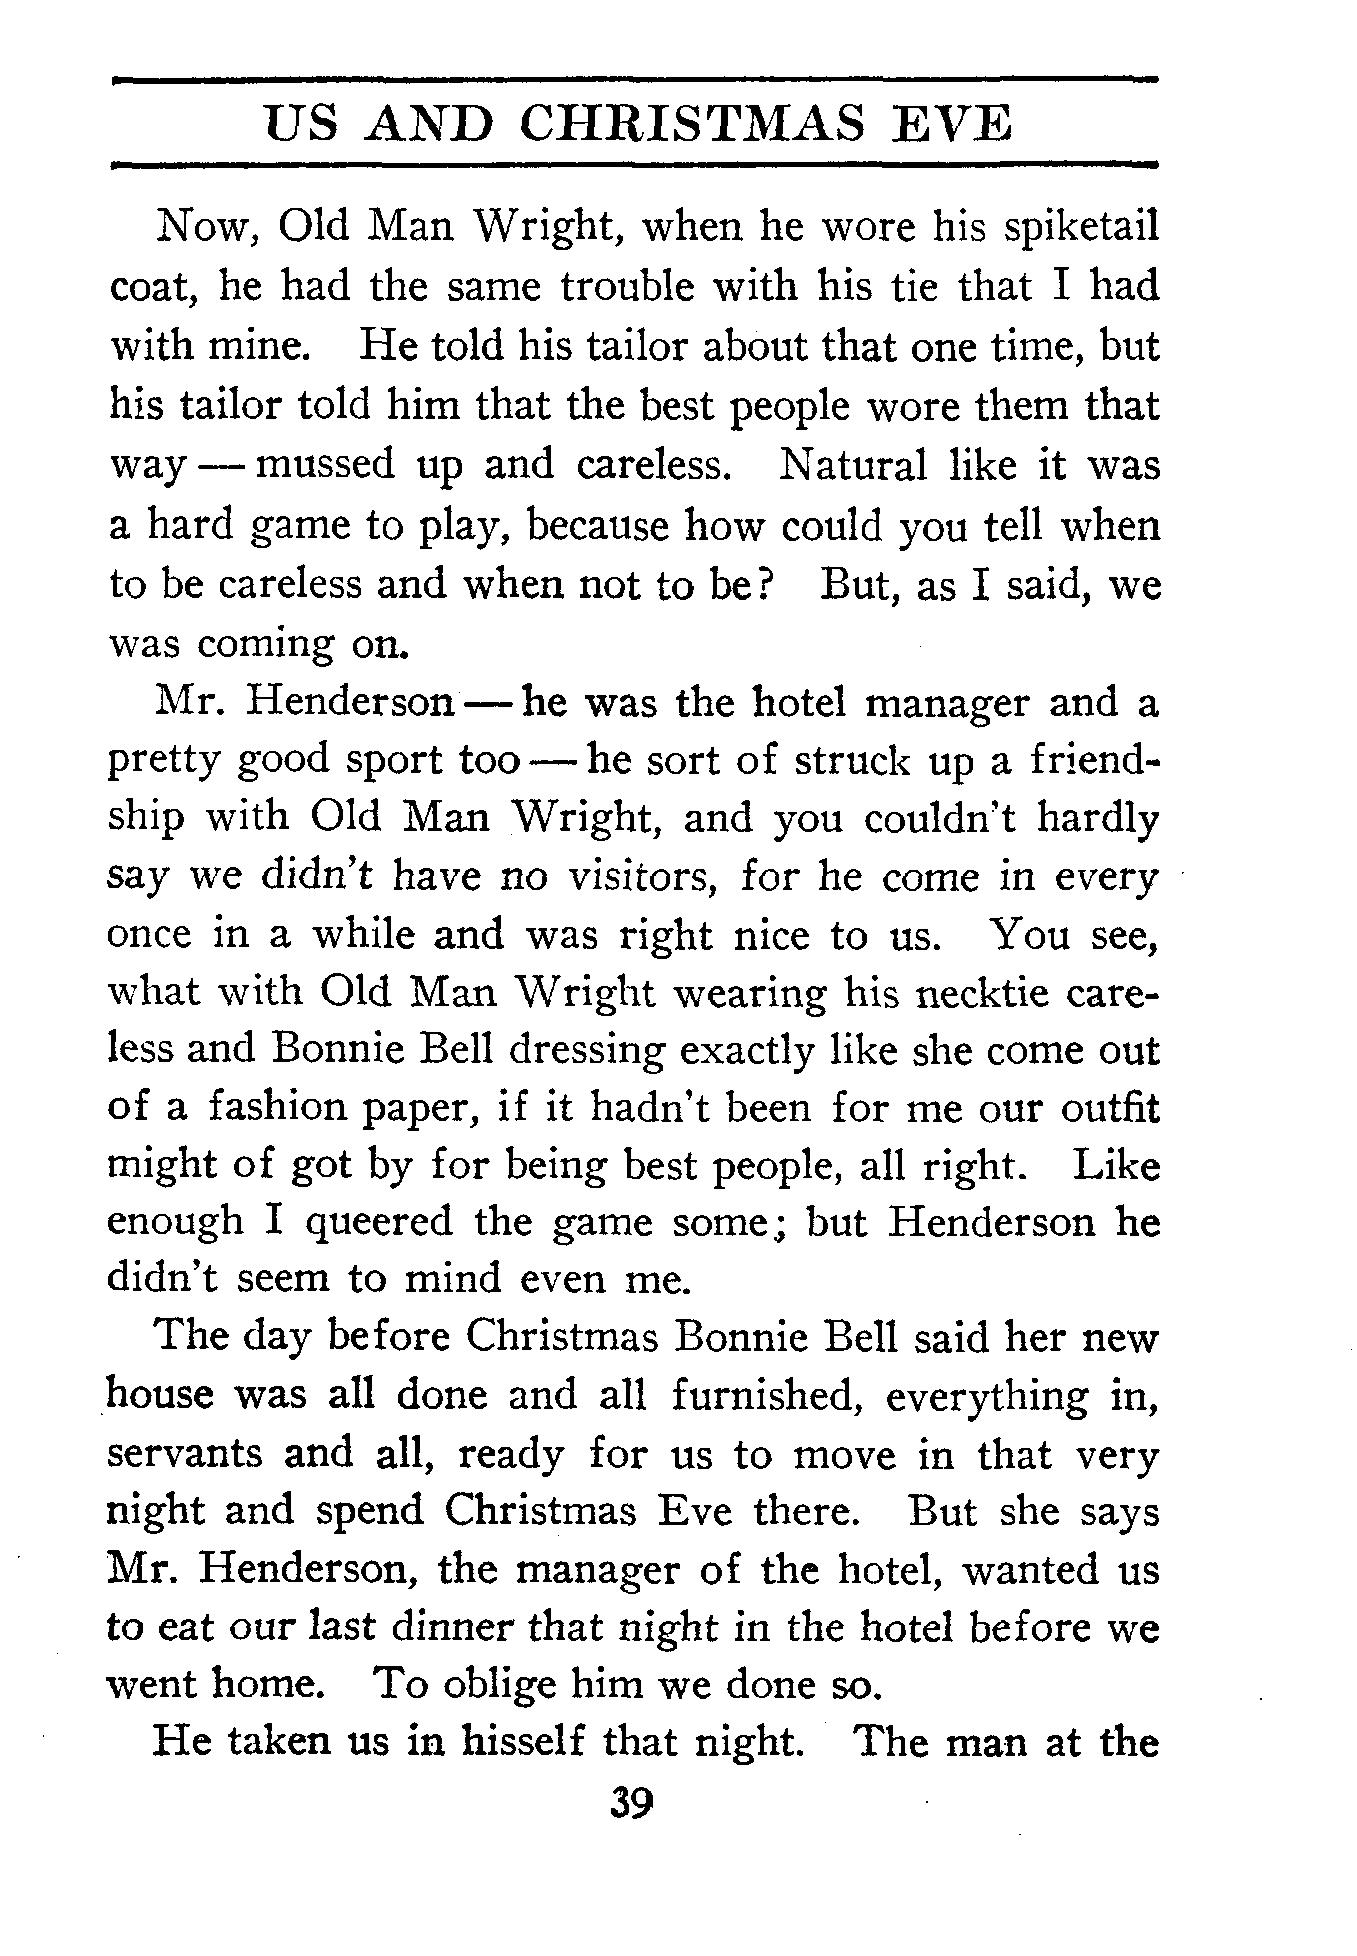 US AND CHRISTMAS EVE
Now, Old Man Wright, when he wore his spiketail
coat, he had the same trouble with his tie that I had
with mine. He told his tailor about that one time, but
his tailor told him that the best people wore them that
way — mussed up and careless. Natural like it was
a hard game to play, because how could you tell when
to be careless and when not to be? But, as I said, we
was coming on.
Mr. Henderson — he was the hotel manager and a
pretty good sport too — he sort of struck up a friend-
ship with Old Man Wright, and you couldn't hardly
say we didn't have no visitors, for he come in every
once in a while and was right nice to us. You see,
what with Old Man Wright wearing his necktie care-
less and Bonnie Bell dressing exactly like she come out
of a fashion paper, if it hadn't been for me our outfit
might of got by for being best people, all right. Like
enough I queered the game some; but Henderson he
didn't seem to mind even me.
The day before Christmas Bonnie Bell said her new
house was all done and all furnished, everything in,
servants and all, ready for us to move in that very
night and spend Christmas Eve there. But she says
Mr. Henderson, the manager of the hotel, wanted us
to eat our last dinner that night in the hotel before we
went home. To oblige him we done so.
He taken us in hisself that night. The man at the
39